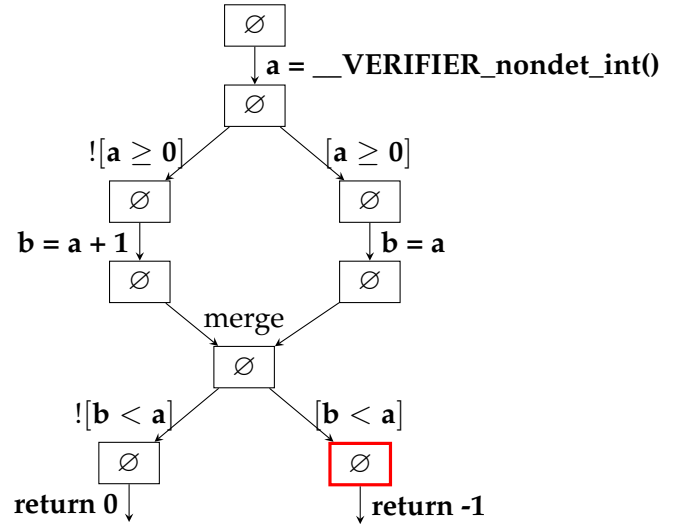 ∅
a = __VERIFIER_nondet_int()
∅
![a ≥ 0] [a ≥ 0]
∅ ∅
b = a + 1 b = a
∅ ∅
merge
∅
![b < a] [b < a]
∅ ∅
return 0 return -1